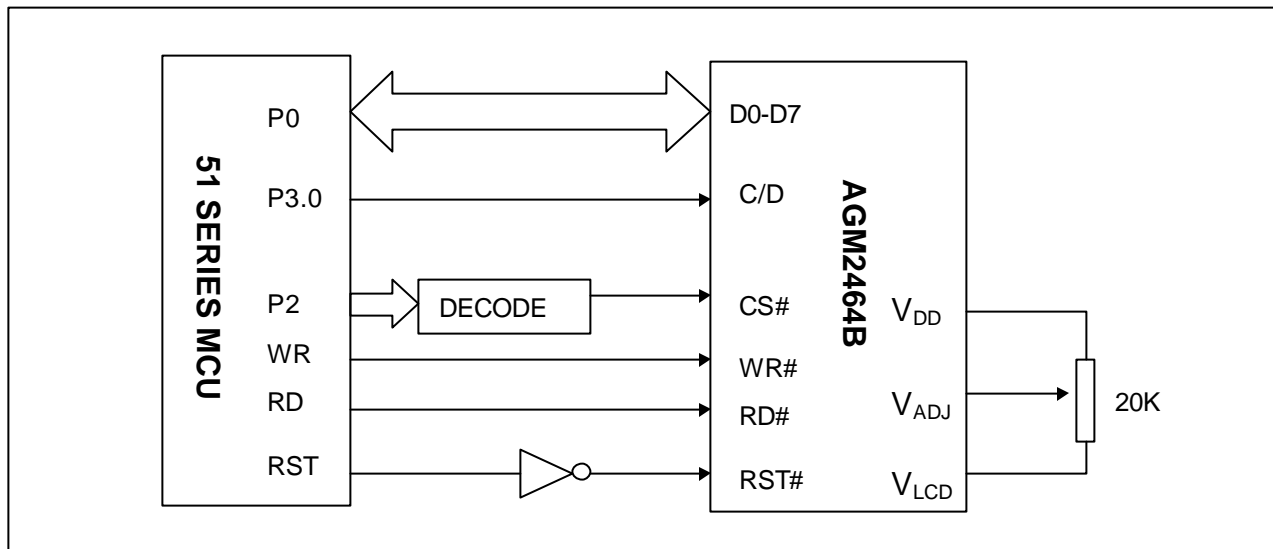 51 SERIES MCU
P0
P3.0
P2
WR
RD
RST
DECODE
D0-D7
C/D
CS#
WR#
RD#
RST#
AGM2464B
VDD
VADJ
VLCD
20K